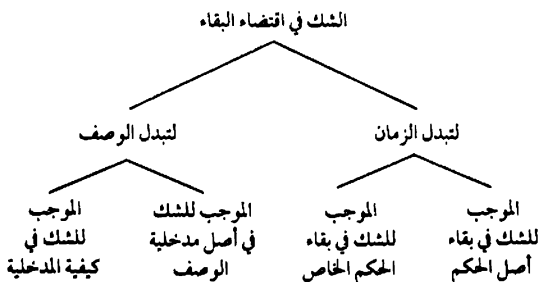 الشك في اقتضاء البقاء
لتبدل الزمان
لتبدل الوصف
الموجب
للشك في بقاء
أصل الحكم
الموجب
للشك في بقاء
الحكم الخاص
الموجب للشك
في أصل مدخلية
الوصف
الموجب
للشك في
كيفية المدخلية